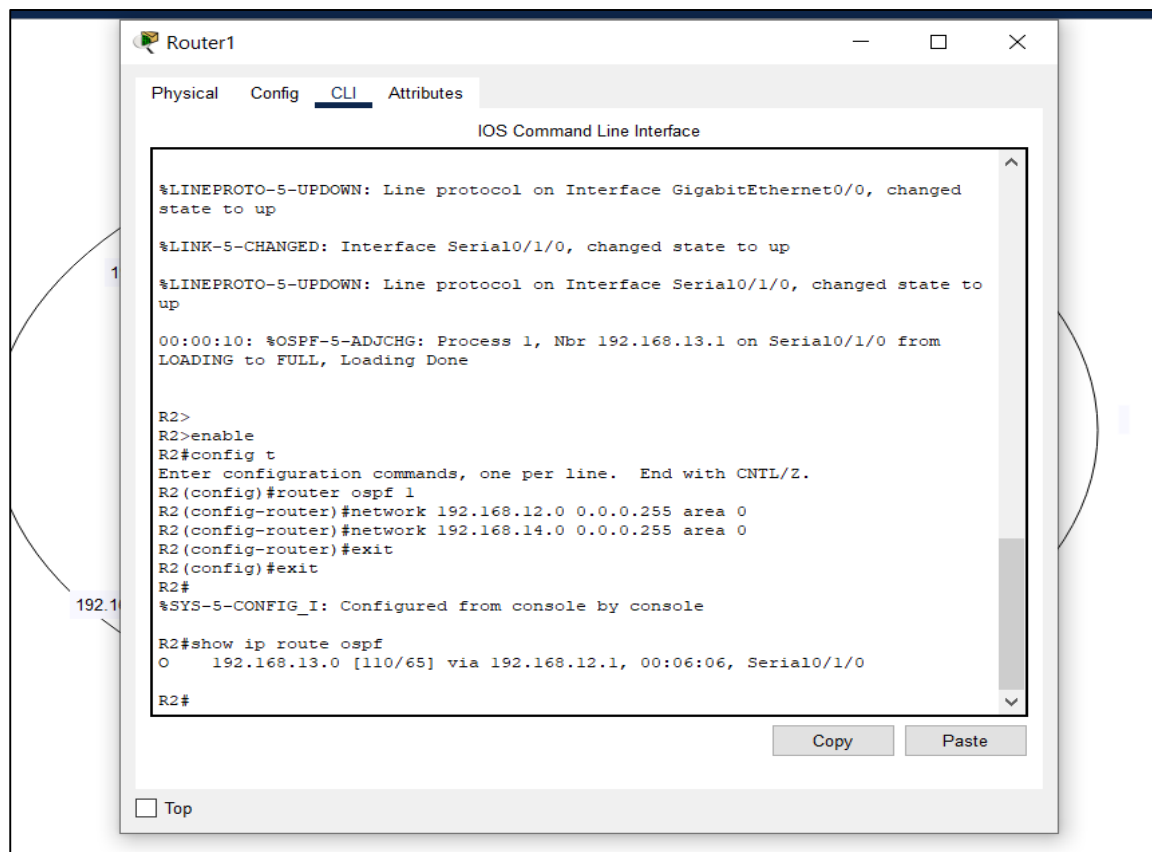 Router1
Physical Config CLI Attributes
IOS Command Line Interface
%LINEPROTO-5-UPDOWN: Line protocol on Interface GigabitEthernet0/0, changed
state to up
%LINK-5-CHANGED: Interface Serial0/1/0, changed state to up
%LINEPROTO-5-UPDOWN: Line protocol on Interface Serial0/1/0, changed state to
up
00:00:10: %OSPF-5-ADJCHG: Process 1, Nbr 192.168.13.1 on Serial0/1/0 from
LOADING to FULL, Loading Done
R2>
R2>enable
R2#config t
Enter configuration commands, one per line.  End with CNTL/Z.
R2(config)#router ospf 1
R2(config-router)#network 192.168.12.0 0.0.0.255 area 0
R2(config-router)#network 192.168.14.0 0.0.0.255 area 0
R2(config-router)#exit
R2(config)#exit
R2#
%SYS-5-CONFIG_I: Configured from console by console
R2#show ip route ospf
O    192.168.13.0 [110/65] via 192.168.12.1, 00:06:06, Serial0/1/0
R2#
Copy Paste
Top
1
192.1